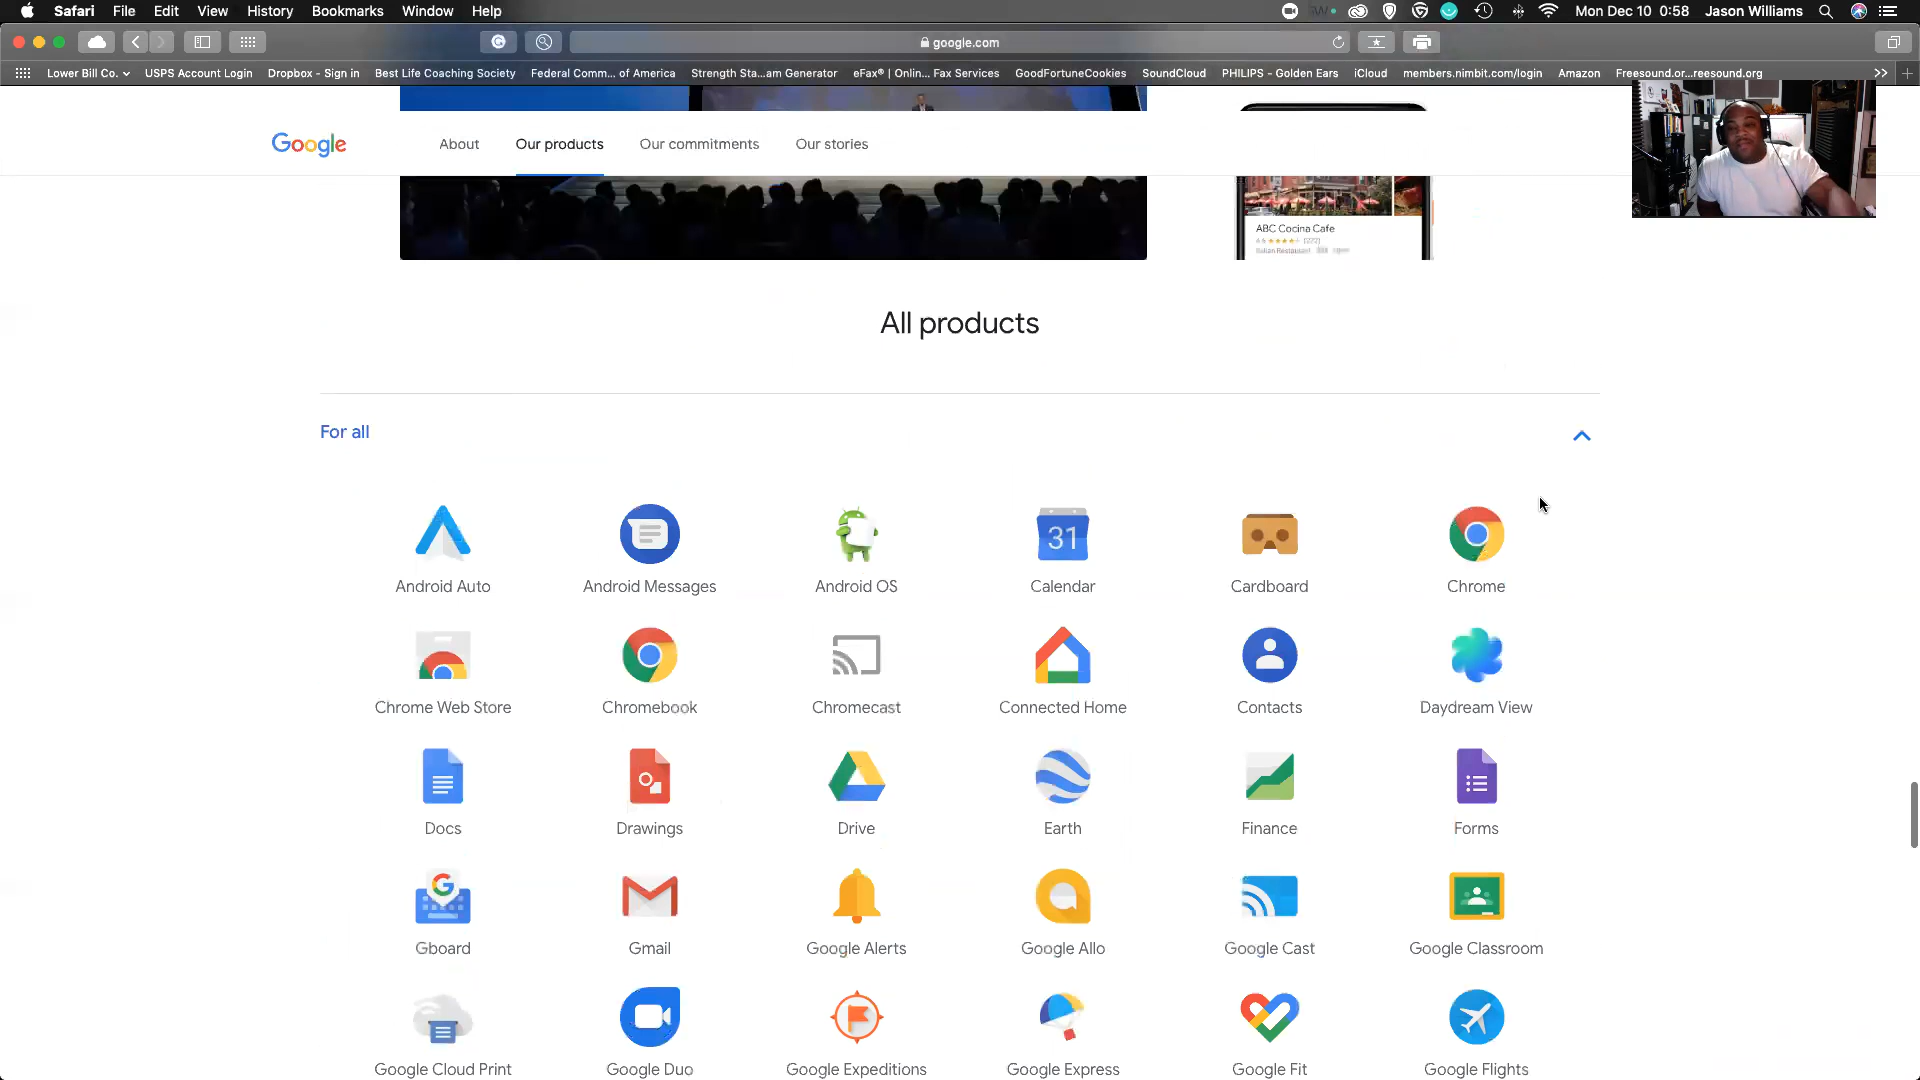 Safari File Edit View History Bookmarks Window Help Mon Dec 10 0:58 Jason Williams
google.com
Lower Bill Co. USPS Account Login Dropbox - Sign in Best Life Coaching Society Federal Comm... of America Strength Sta...am Generator eFax® | Onlin... Fax Services GoodFortuneCookies SoundCloud PHILIPS - Golden Ears iCloud members.nimbit.com/login Amazon Freesound.or...reesound.org
Google About Our products Our commitments Our stories
ABC Cocina Cafe
All products
For all
31
Android Auto Android Messages Android OS Calendar Cardboard Chrome
Chrome Web Store Chromebook Chromecast Connected Home Contacts Daydream View
Docs Drawings Drive Earth Finance Forms
Gboard Gmail Google Alerts Google Allo Google Cast Google Classroom
Google Cloud Print Google Duo Google Expeditions Google Express Google Fit Google Flights